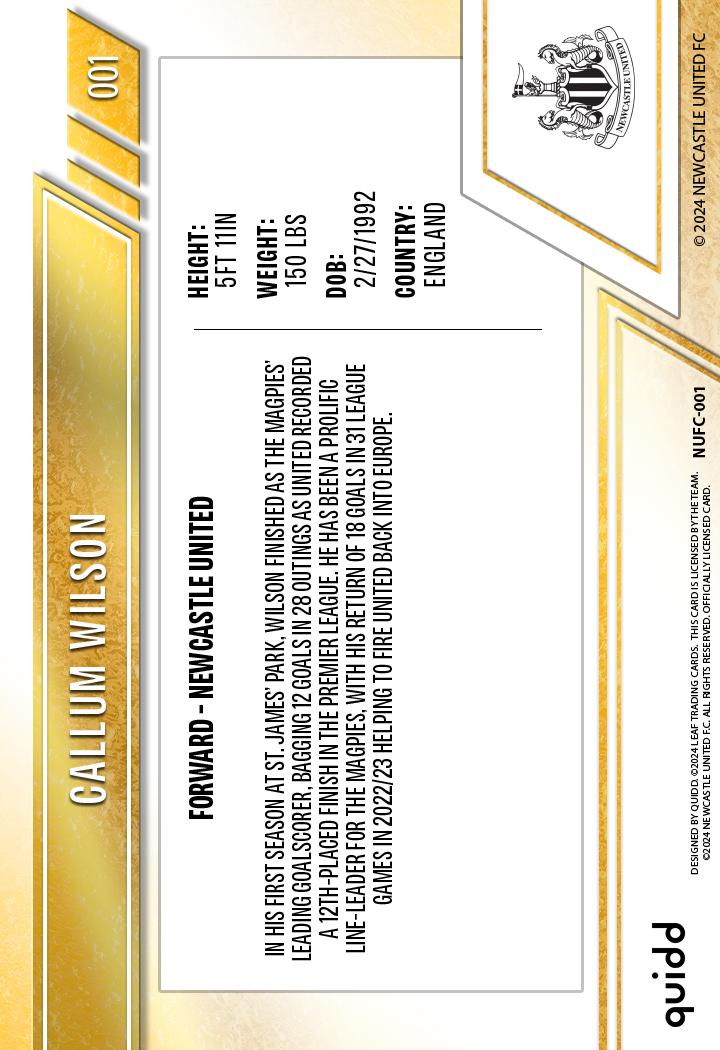 001
CALLUM WILSON
FORWARD - NEWCASTLE UNITED
IN HIS FIRST SEASON AT ST. JAMES' PARK, WILSON FINISHED AS THE MAGPIES'
LEADING GOALSCORER, BAGGING 12 GOALS IN 28 OUTINGS AS UNITED RECORDED
A 12TH-PLACED FINISH IN THE PREMIER LEAGUE. HE HAS BEEN A PROLIFIC
LINE-LEADER FOR THE MAGPIES, WITH HIS RETURN OF 18 GOALS IN 31 LEAGUE
GAMES IN 2022/23 HELPING TO FIRE UNITED BACK INTO EUROPE.
HEIGHT:
5FT 11IN
WEIGHT:
150 LBS
DOB:
2/27/1992
COUNTRY:
ENGLAND
NEWCASTLE UNITED
© 2024 NEWCASTLE UNITED FC
quidd
DESIGNED BY QUIDD. ©2024 LEAF TRADING CARDS. THIS CARD IS LICENSED BY THE TEAM.
©2024 NEWCASTLE UNITED F.C. ALL RIGHTS RESERVED. OFFICIALLY LICENSED CARD.
NUFC-001